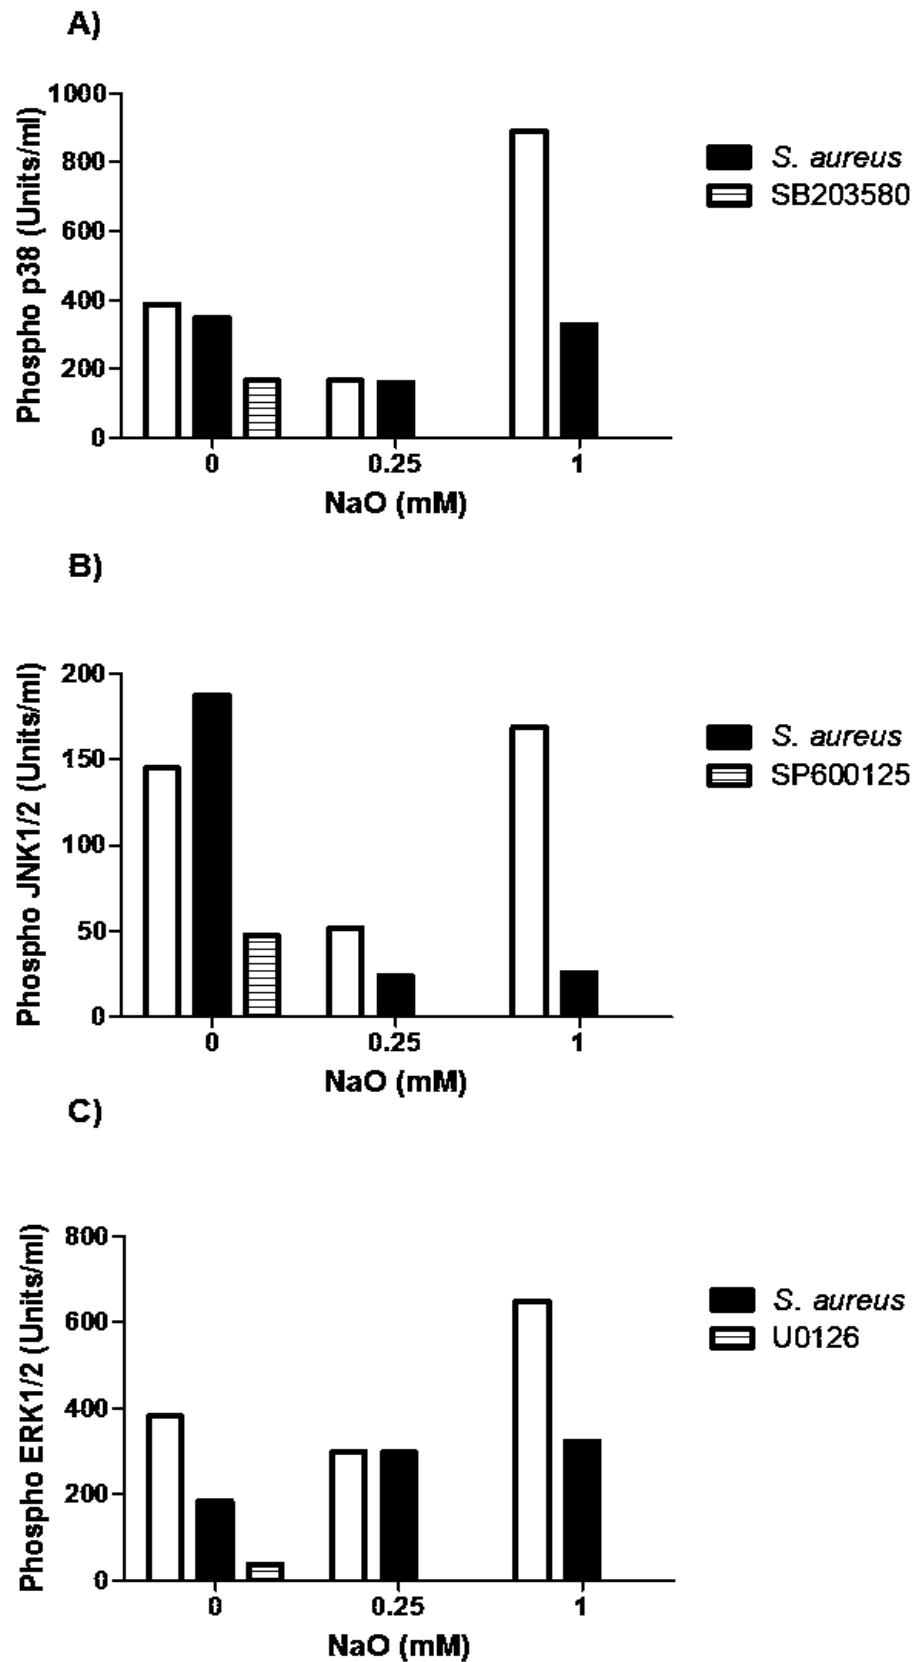 A)
Phospho p38 (Units/ml)
1000
800
600
400
200
0
0 0.25 1
NaO (mM)
S. aureus
SB203580
B)
Phospho JNK1/2 (Units/ml)
200
150
100
50
0
0 0.25 1
NaO (mM)
S. aureus
SP600125
C)
Phospho ERK1/2 (Units/ml)
800
600
400
200
0
0 0.25 1
NaO (mM)
S. aureus
U0126